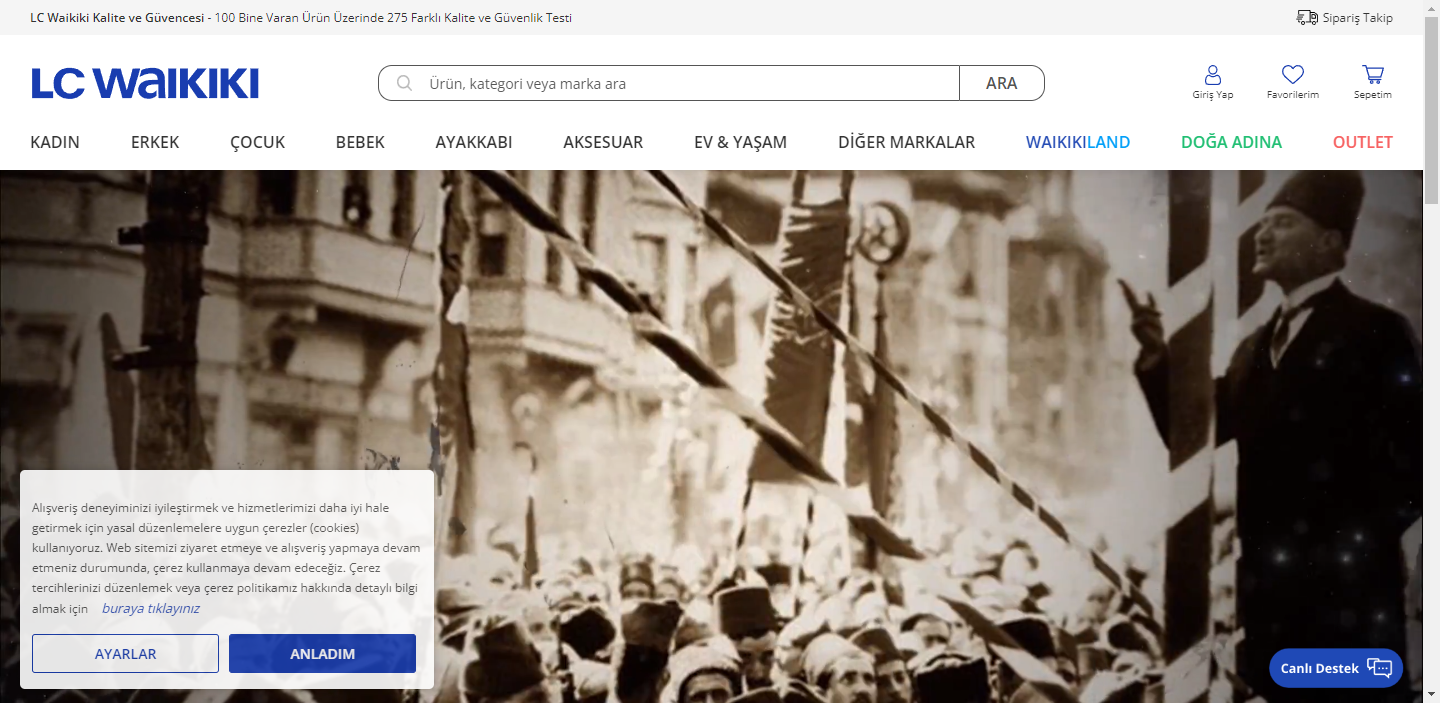 LC Waikiki Kalite ve Güvencesi - 100 Bine Varan Ürün Üzerinde 275 Farklı Kalite ve Güvenlik Testi
Sipariş Takip
LC WAIKIKI
Ürün, kategori veya marka ara
ARA
Giriş Yap
Favorilerim
Sepetim
KADIN
ERKEK
ÇOCUK
BEBEK
AYAKKABI
AKSESUAR
EV & YAŞAM
DİĞER MARKALAR
WAIKIKILAND
DOĞA ADINA
OUTLET
Alışveriş deneyiminizi iyileştirmek ve hizmetlerimizi daha iyi hale
getirmek için yasal düzenlemelere uygun çerezler (cookies)
kullanıyoruz. Web sitemizi ziyaret etmeye ve alışveriş yapmaya devam
etmeniz durumunda, çerez kullanmaya devam edeceğiz. Çerez
tercihlerinizi düzenlemek veya çerez politikamız hakkında detaylı bilgi
almak için buraya tıklayınız
AYARLAR
ANLADIM
Canlı Destek